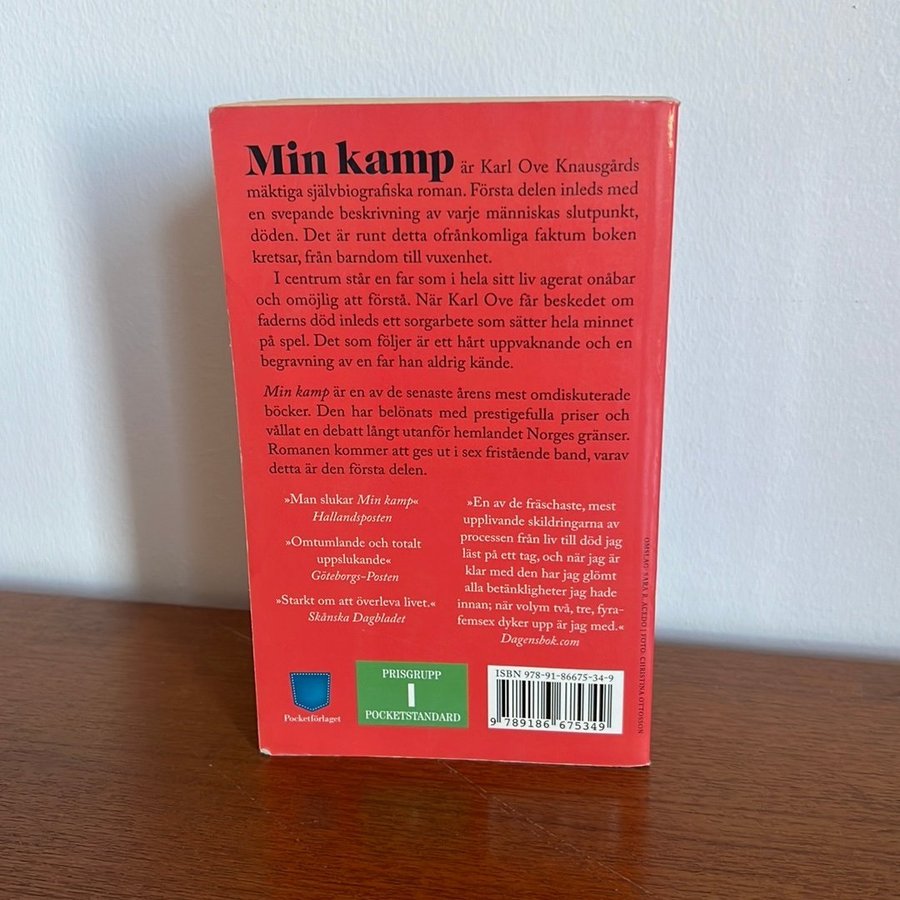 Min kamp är Karl Ove Knausgårds
mäktiga självbiografiska roman. Första delen inleds med
en svepande beskrivning av varje människas slutpunkt,
döden. Det är runt detta ofrånkomliga faktum boken
kretsar, från barndom till vuxenhet.
I centrum står en far som i hela sitt liv agerat onåbar
och omöjlig att förstå. När Karl Ove får beskedet om
faderns död inleds ett sorgarbete som sätter hela minnet
på spel. Det som följer är ett hårt uppvaknande och en
begravning av en far han aldrig kände.
Min kamp är en av de senaste årens mest omdiskuterade
böcker. Den har belönats med prestigefulla priser och
vållat en debatt långt utanför hemlandet Norges gränser.
Romanen kommer att ges ut i sex fristående band, varav
detta är den första delen.
»Man slukar Min kamp«
Hallandsposten
»Omtumlande och totalt
uppslukande«
Göteborgs-Posten
»Starkt om att överleva livet.«
Skånska Dagbladet
»En av de fräschaste, mest
upplivande skildringarna av
processen från liv till död jag
läst på ett tag, och när jag är
klar med den har jag glömt
alla betänkligheter jag hade
innan; när volym två, tre, fyra-
femsex dyker upp är jag med.«
Dagensbok.com
OMSLAG: SARA R. ACEDO | FOTO: CHRISTINA OTTOSSON
Pocketförlaget
PRISGRUPP
I
POCKETSTANDARD
ISBN 978-91-86675-34-9
9 789186 675349